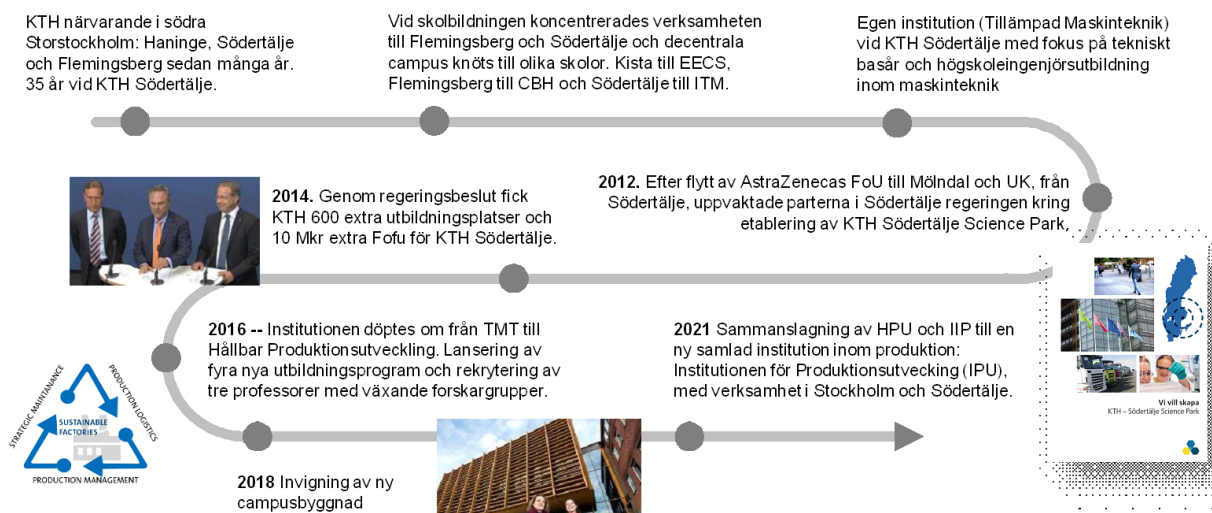 KTH närvarande i södra
Storstockholm: Haninge, Södertälje
och Flemingsberg sedan många år.
35 år vid KTH Södertälje.
Vid skolbildningen koncentrerades verksamheten
till Flemingsberg och Södertälje och decentrala
campus knöts till olika skolor. Kista till EECS,
Flemingsberg till CBH och Södertälje till ITM.
Egen institution (Tillämpad Maskinteknik)
vid KTH Södertälje med fokus på tekniskt
basår och högskoleingenjörsutbildning
inom maskinteknik
2012. Efter flytt av AstraZenecas FoU till Mölndal och UK, från
Södertälje, uppvaktade parterna i Södertälje regeringen kring
etablering av KTH Södertälje Science Park,
2014. Genom regeringsbeslut fick
KTH 600 extra utbildningsplatser och
10 Mkr extra Fofu för KTH Södertälje.
2016 -- Institutionen döptes om från TMT till
Hållbar Produktionsutveckling. Lansering av
fyra nya utbildningsprogram och rekrytering av
tre professorer med växande forskargrupper.
2021 Sammanslagning av HPU och IIP till en
ny samlad institution inom produktion:
Institutionen för Produktionsutvecking (IPU),
med verksamhet i Stockholm och Södertälje.
Vi vill skapa
KTH – Södertälje Science Park
STRATEGIC MAINTANANCE
PRODUCTION LOGISTICS
SUSTAINABLE
FACTORIES
PRODUCTION MANAGEMENT
2018 Invigning av ny
campusbyggnad